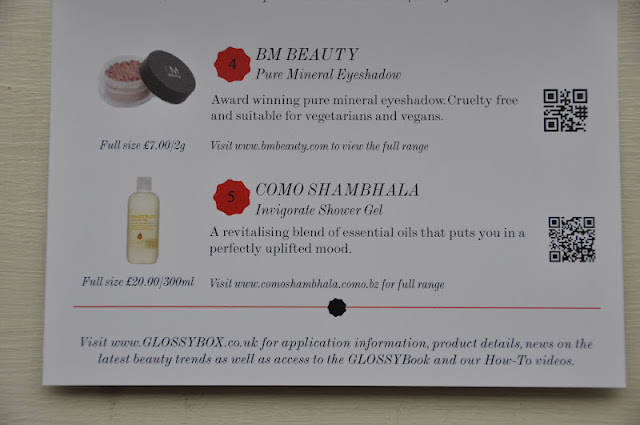 4
BM BEAUTY
Pure Mineral Eyeshadow
Award winning pure mineral eyeshadow. Cruelty free
and suitable for vegetarians and vegans.
Full size £7.00/2g
Visit www.bmbeauty.com to view the full range
5
COMO SHAMBHALA
Invigorate Shower Gel
A revitalising blend of essential oils that puts you in a
perfectly uplifted mood.
Full size £20.00/300ml
Visit www.comoshambhala.como.bz for full range
Visit www.GLOSSYBOX.co.uk for application information, product details, news on the
latest beauty trends as well as access to the GLOSSYBook and our How-To videos.